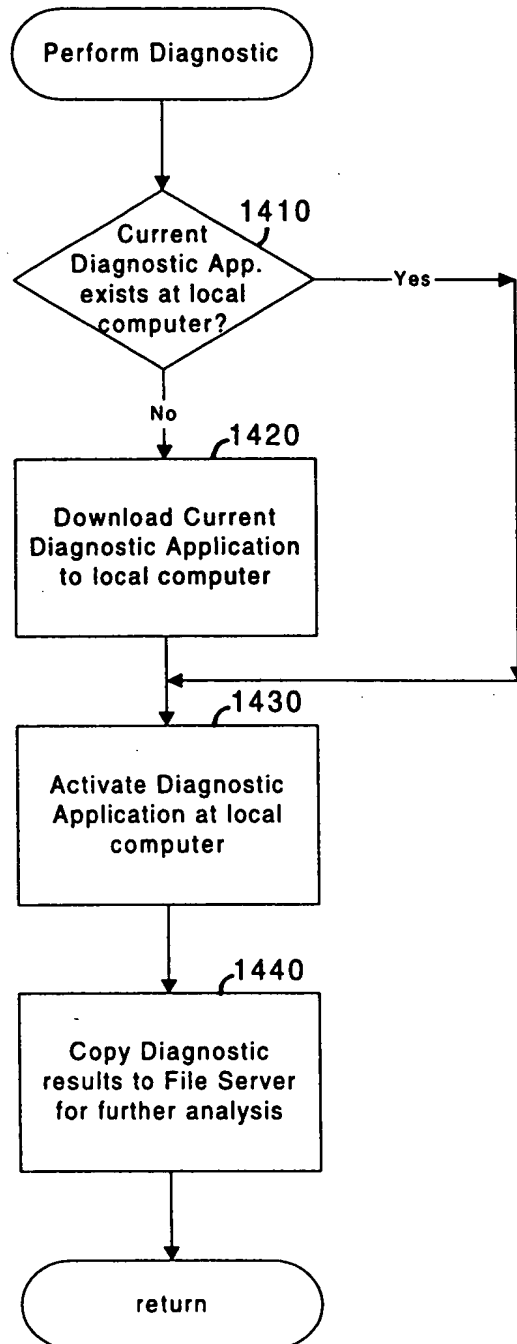 Perform Diagnostic
1410
Current
Diagnostic App.
exists at local
computer?
Yes
No
1420
Download Current
Diagnostic Application
to local computer
1430
Activate Diagnostic
Application at local
computer
1440
Copy Diagnostic
results to File Server
for further analysis
return